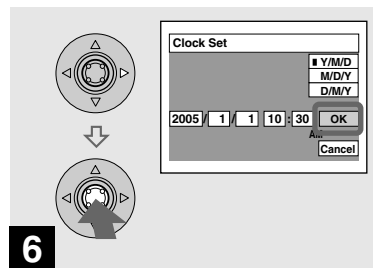 Clock Set
Y/M/D
M/D/Y
D/M/Y
2005 / 1 / 1 10 : 30 OK
AM
Cancel
6